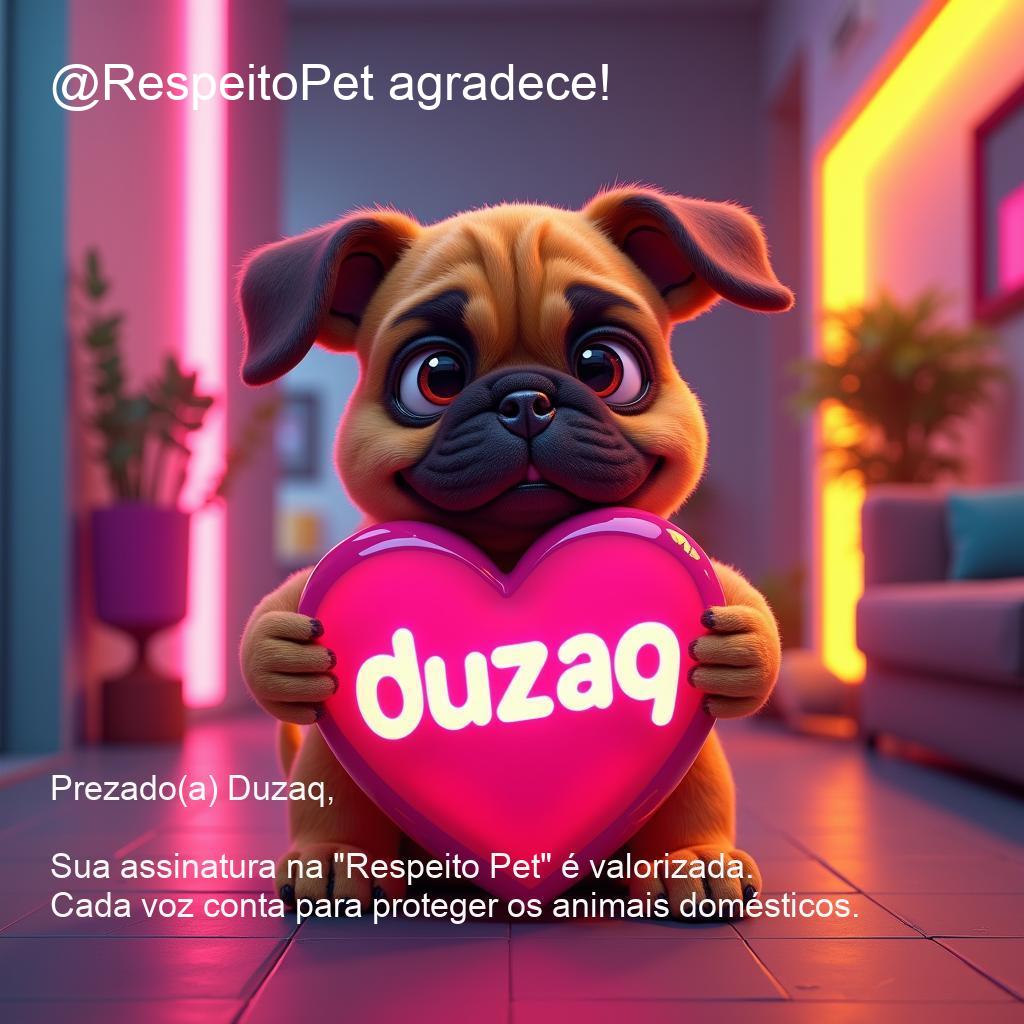 @RespeitoPet agradece!
duzaq
Prezado(a) Duzaq,
Sua assinatura na "Respeito Pet" é valorizada.
Cada voz conta para proteger os animais domésticos.